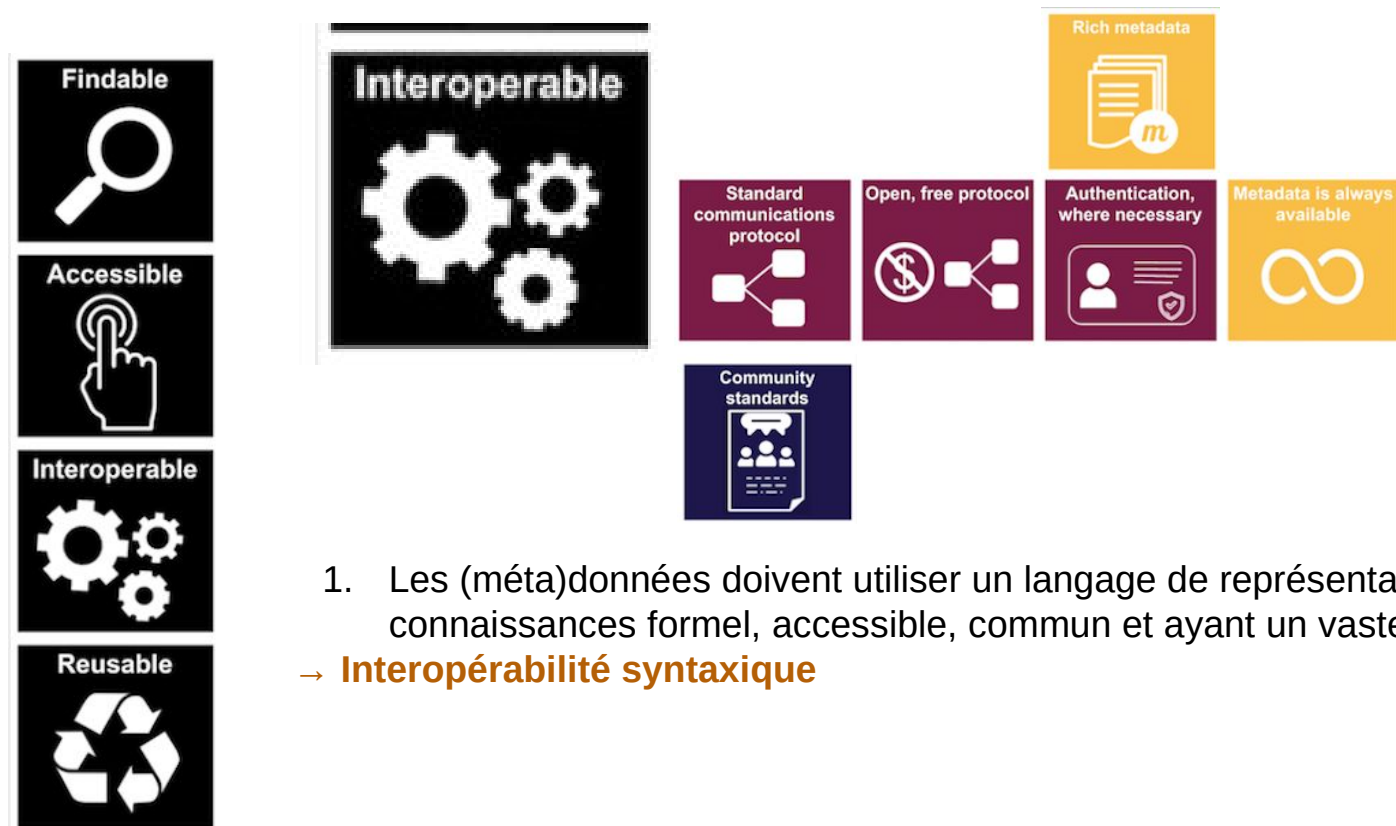 Findable
Accessible
Interoperable
Reusable
Interoperable
Rich metadata
m
Standard
communications
protocol
Open, free protocol
$
Authentication,
where necessary
Metadata is always
available
Community
standards
1. Les (méta)données doivent utiliser un langage de
connaissances formel, accessible, commun et ayant un
→ Interopérabilité syntaxique